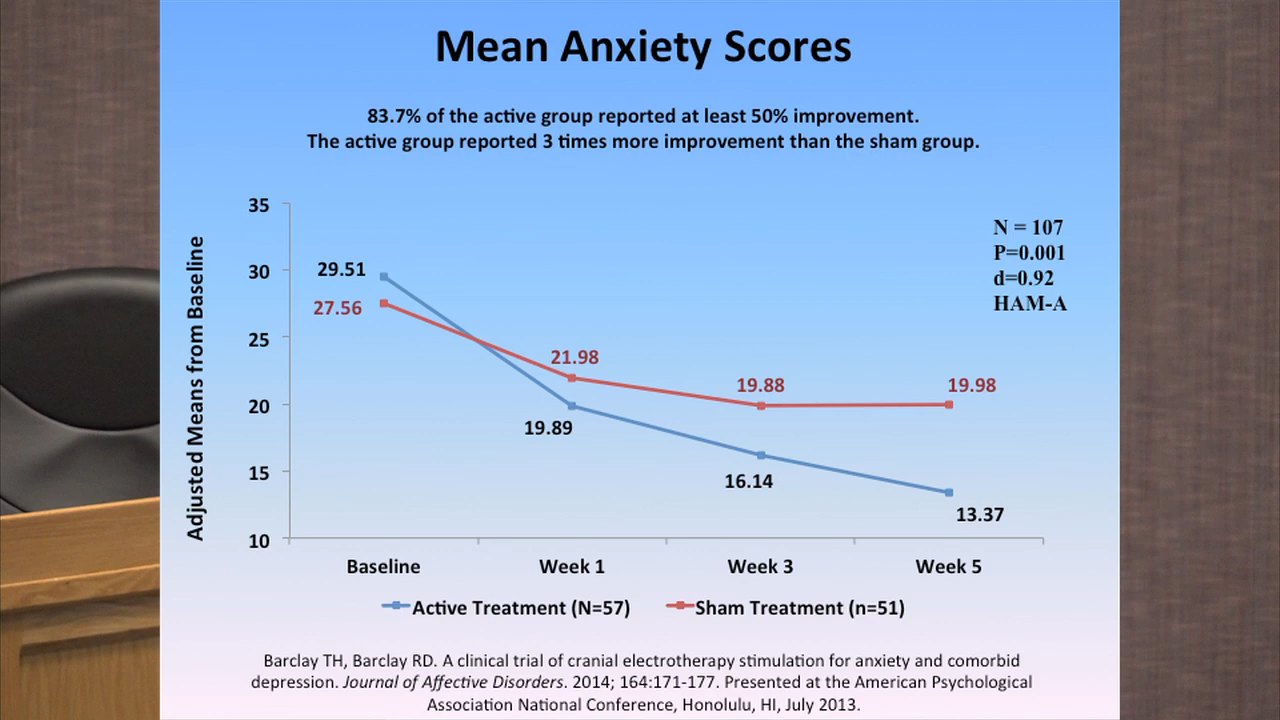 Mean Anxiety Scores
83.7% of the active group reported at least 50% improvement.
The active group reported 3 times more improvement than the sham group.
Adjusted Means from Baseline
35
30
25
20
15
10
29.51
27.56
21.98
19.89
19.88
16.14
19.98
13.37
N = 107
P=0.001
d=0.92
HAM-A
Baseline
Week 1
Week 3
Week 5
Active Treatment (N=57)
Sham Treatment (n=51)
Barclay TH, Barclay RD. A clinical trial of cranial electrotherapy stimulation for anxiety and comorbid
depression. Journal of Affective Disorders. 2014; 164:171-177. Presented at the American Psychological
Association National Conference, Honolulu, HI, July 2013.